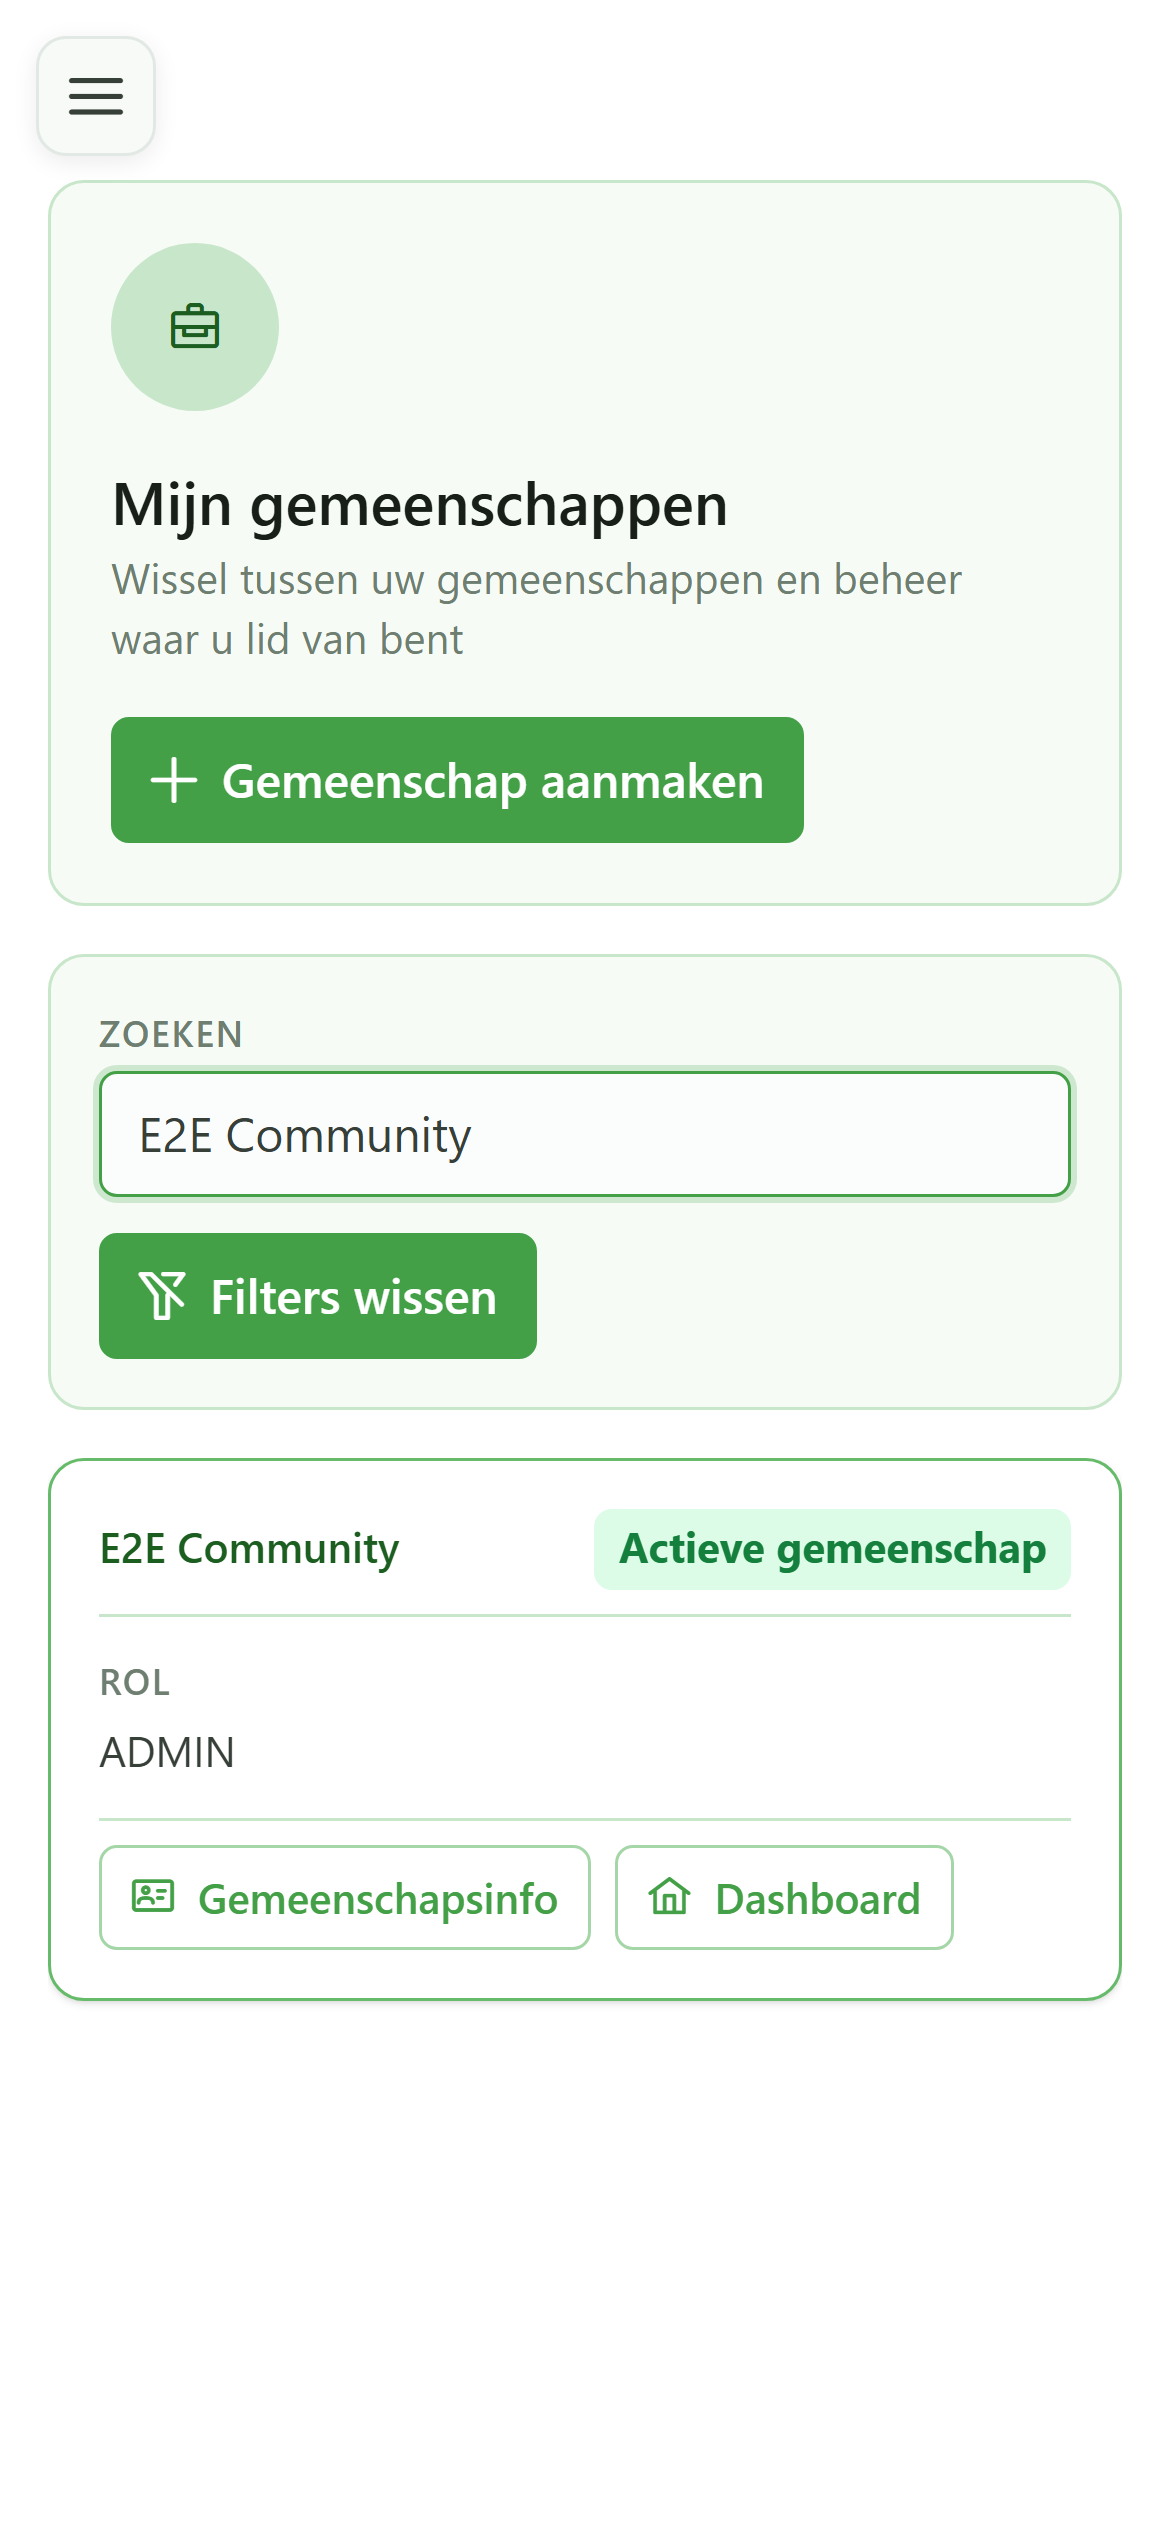 Mijn gemeenschappen
Wissel tussen uw gemeenschappen en beheer
waar u lid van bent
Gemeenschap aanmaken
ZOEKEN
E2E Community
Filters wissen
E2E Community
Actieve gemeenschap
ROL
ADMIN
Gemeenschapsinfo
Dashboard